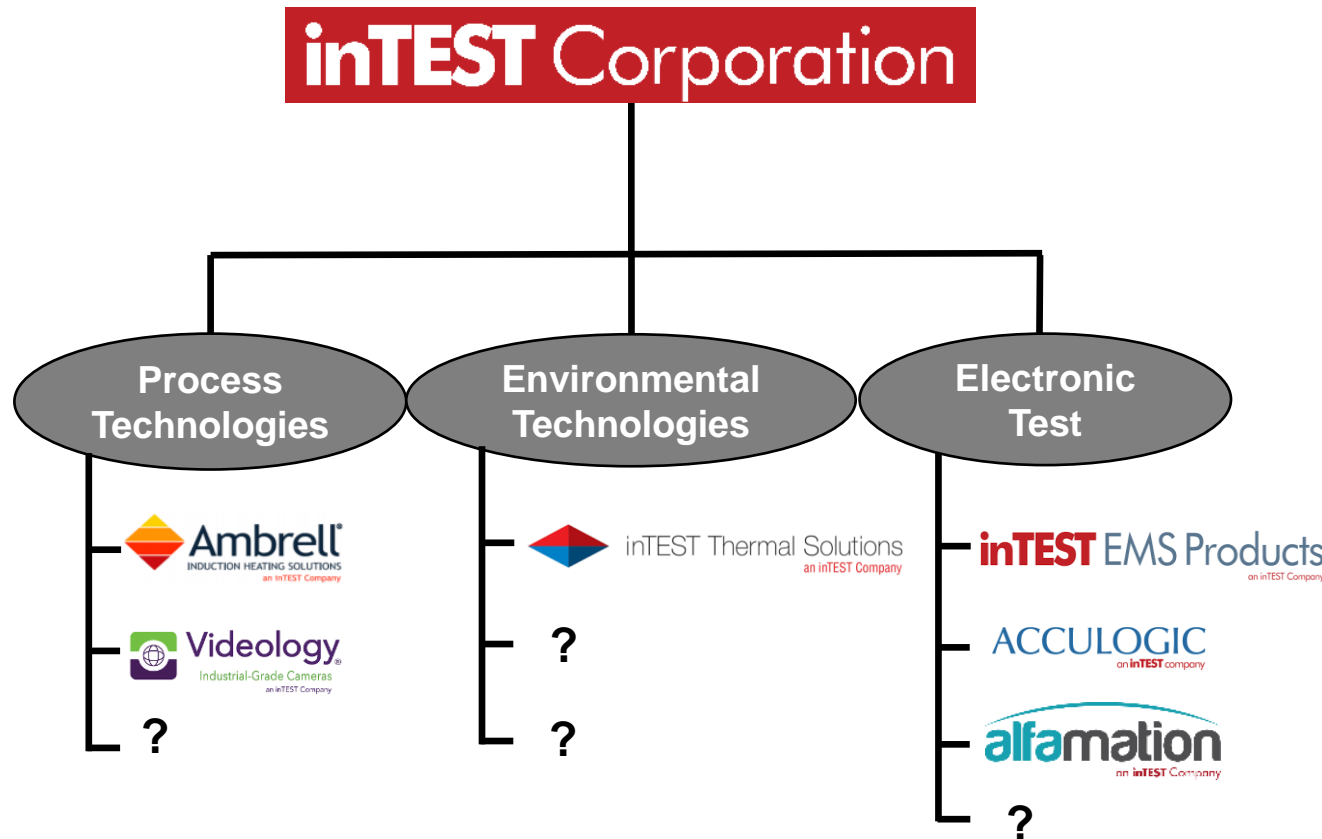 inTEST Corporation
Process
Technologies
Environmental
Technologies
Electronic
Test
Ambrell®
INDUCTION HEATING SOLUTIONS
an inTEST Company
Videology®
Industrial-Grade Cameras
an inTEST Company
?
inTEST Thermal Solutions
an inTEST Company
?
?
inTEST EMS Products
an inTEST Company
ACCULOGIC
an inTEST company
alfamation
an inTEST Company
?